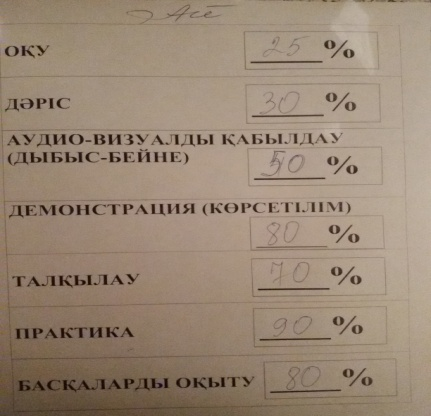 ОҚУ 25%
ДӘРІС 30%
АУДИО-ВИЗУАЛДЫ ҚАБЫЛДАУ
(ДЫБЫС-БЕЙНЕ) 50%
ДЕМОНСТРАЦИЯ (КӨРСЕТІЛІМ)
80%
ТАЛҚЫЛАУ 70%
ПРАКТИКА 90%
БАСҚАЛАРДЫ ОҚЫТУ 80%